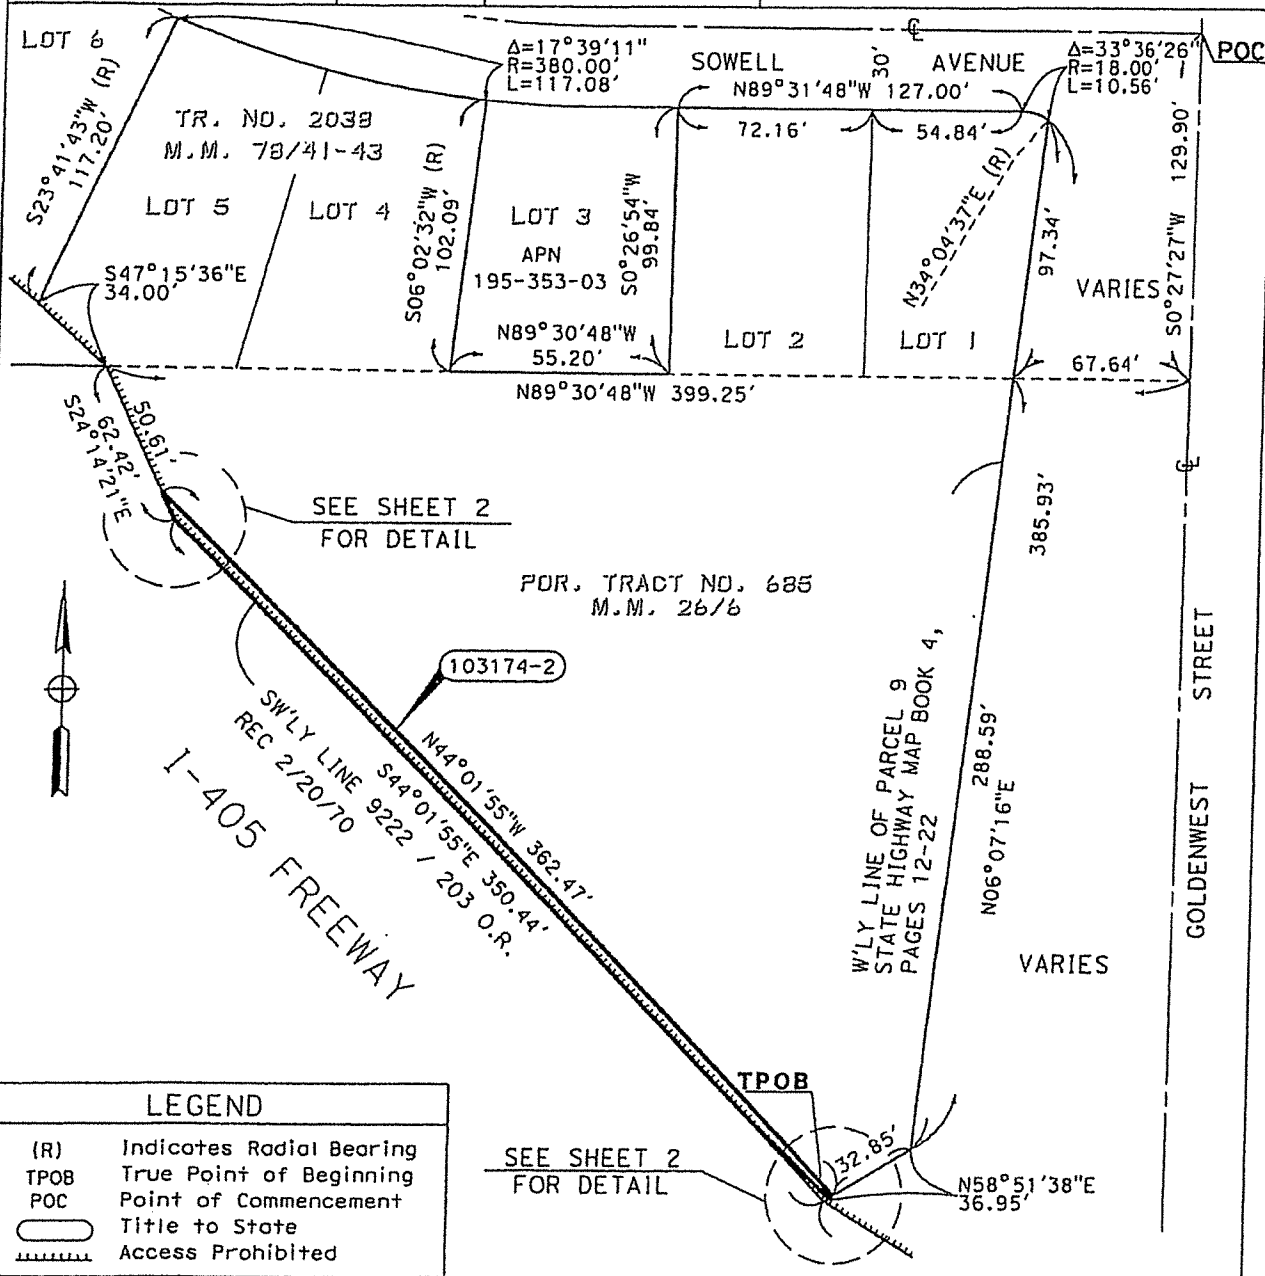 LOT 6
S23°41'43"W (R)
117.20'
TR. NO. 2038
M.M. 78/41-43
LOT 5
LOT 4
S47°15'36"E
34.00'
Δ=17°39'11"
R=380.00'
L=117.08'
SOWELL AVENUE
30'
N89°31'48"W 127.00'
72.16'
54.84'
Δ=33°36'26"
R=18.00'
L=10.56'
POC
S06°02'32"W (R)
102.09'
LOT 3
APN
195-353-03
S0°26'54"W
99.84'
N89°30'48"W
55.20'
LOT 2
LOT 1
N34°04'37"E (R)
97.34'
VARIES
S0°27'27"W 129.90'
67.64'
N89°30'48"W 399.25'
50.61'
62.42'
S24°14'21"E
SEE SHEET 2
FOR DETAIL
385.93'
POR. TRACT NO. 685
M.M. 26/6
103174-2
N44°01'55"W 362.47'
S44°01'55"E 350.44'
SW'LY LINE 9222 / 203 O.R.
REC 2/20/70
I-405 FREEWAY
W'LY LINE OF PARCEL 9
STATE HIGHWAY MAP BOOK 4,
PAGES 12-22
288.59'
N06°07'16"E
GOLDENWEST STREET
VARIES
TPOB
32.85'
N58°51'38"E
36.95'
SEE SHEET 2
FOR DETAIL
LEGEND
(R) Indicates Radial Bearing
TPOB True Point of Beginning
POC Point of Commencement
Title to State
Access Prohibited